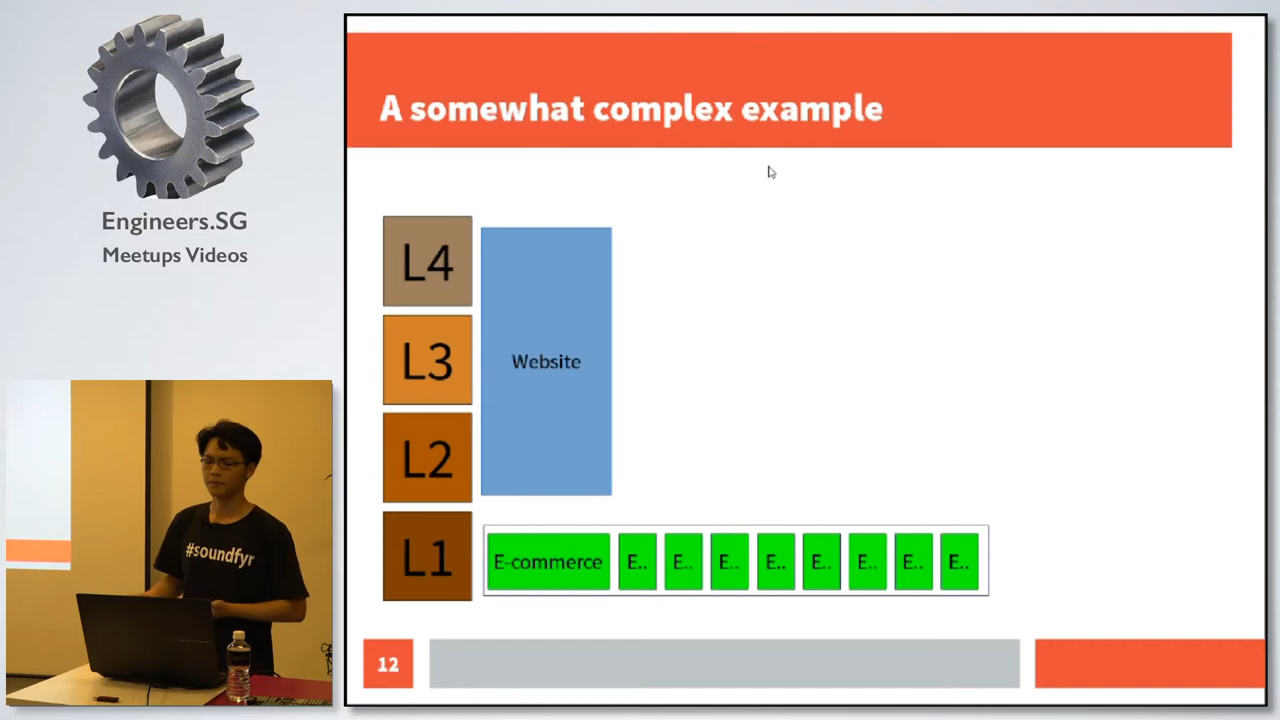 Engineers.SG
Meetups Videos
A somewhat complex example
L4
L3
Website
L2
L1
E-commerce E.. E.. E.. E.. E.. E.. E.. E..
#soundfyr
12